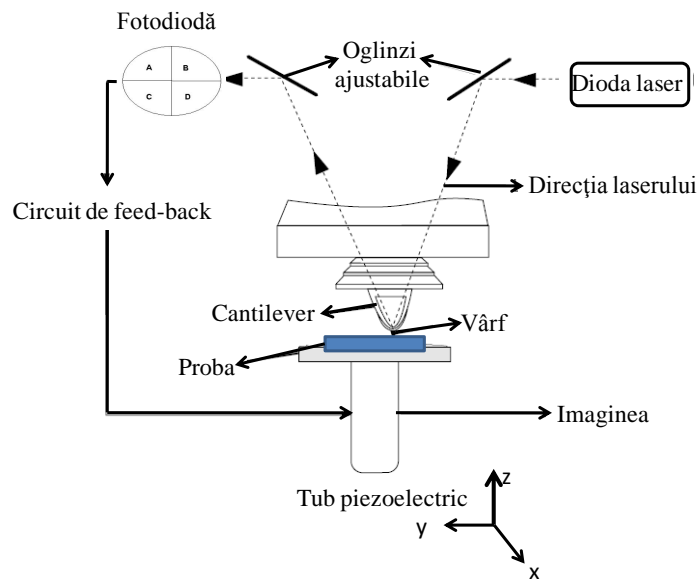 Fotodiodă
A B
C D
Oglinzi
ajustabile
Dioda laser
Direcţia laserului
Circuit de feed-back
Cantilever
Vârf
Proba
Imaginea
Tub piezoelectric
z
y
x